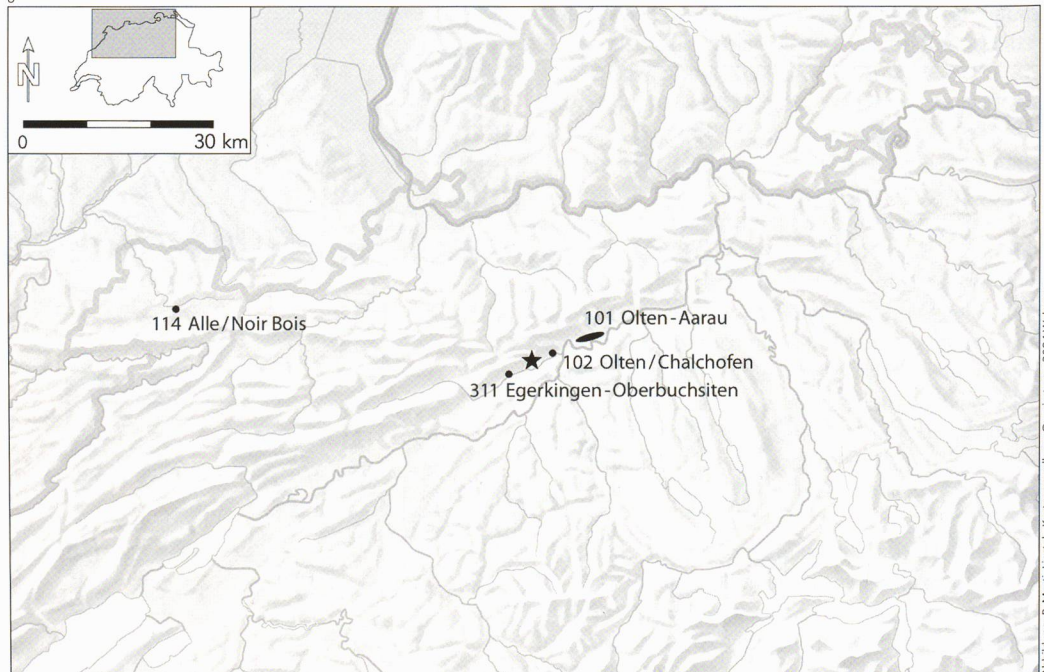 N
0 30 km
114 Alle/Noir Bois
101 Olten-Aarau
102 Olten/Chalchofen
311 Egerkingen-Oberbuchsiten